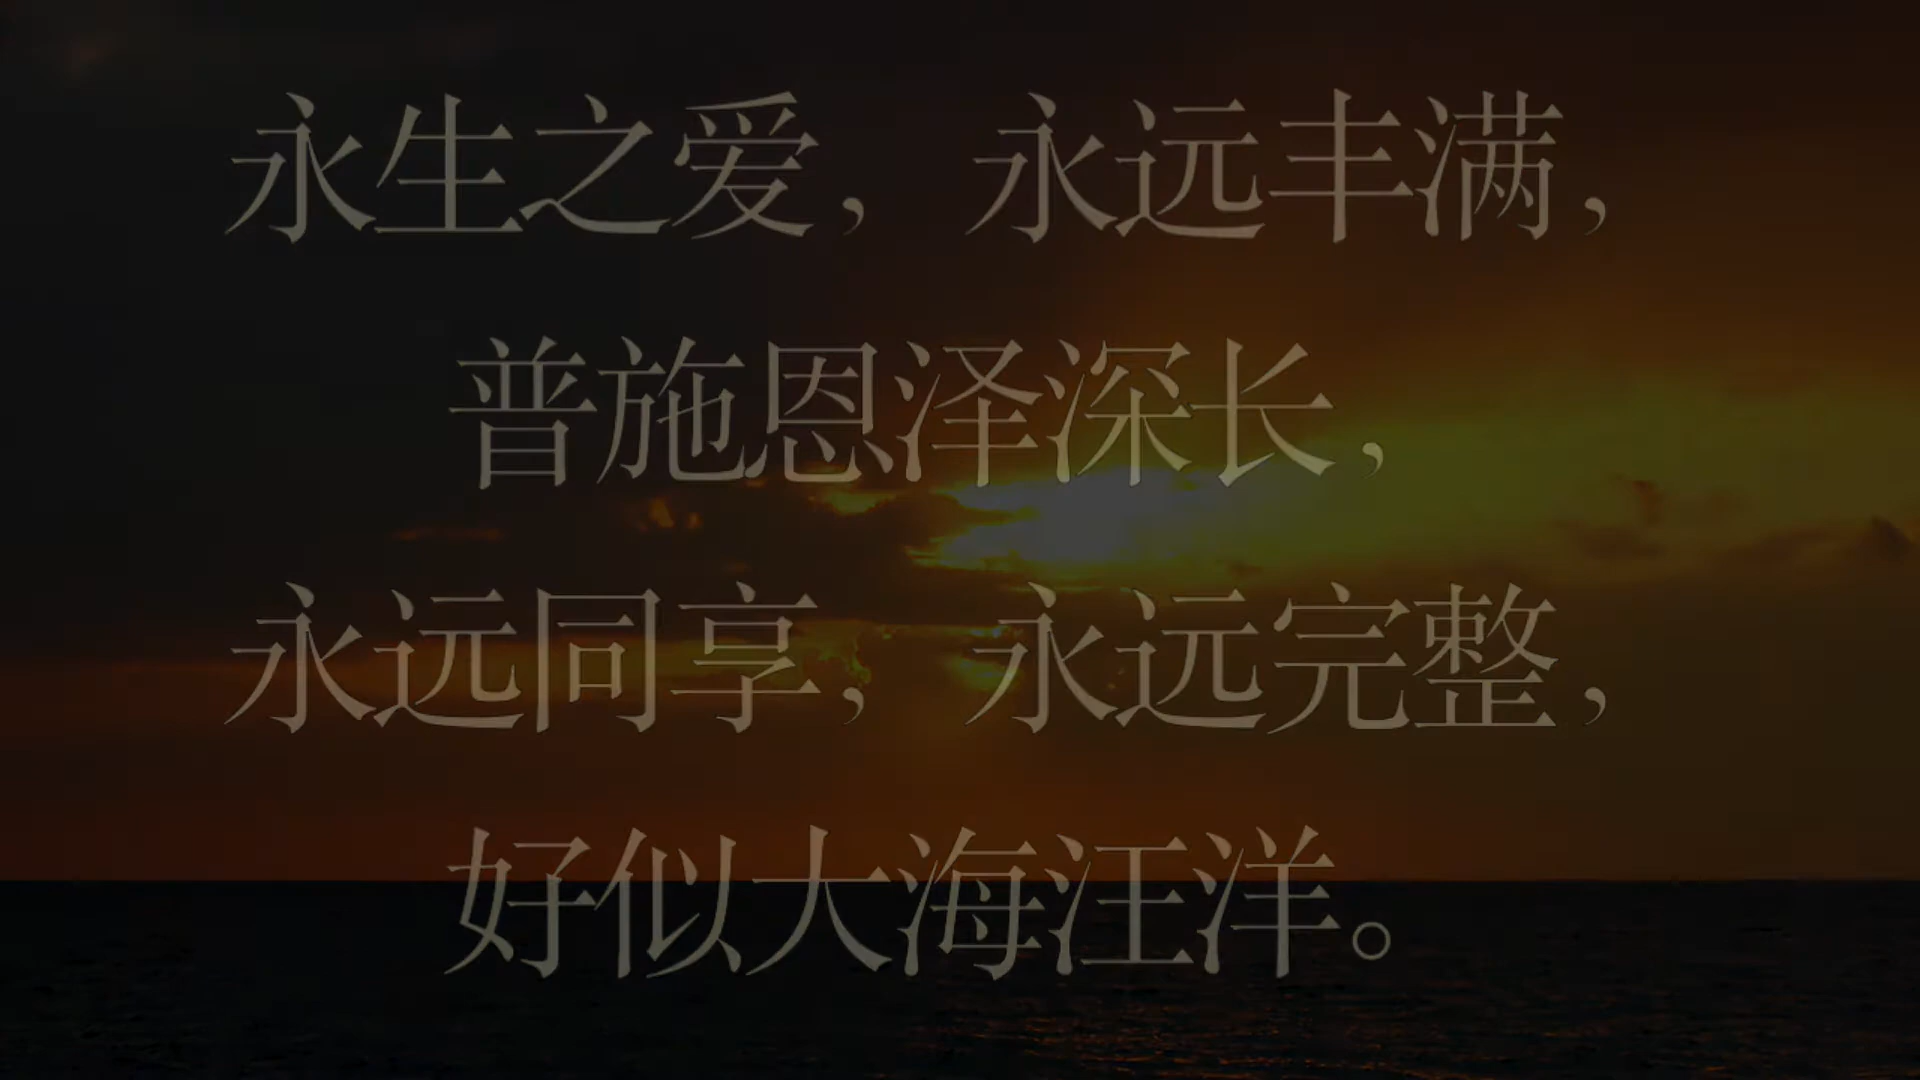 永生之爱，永远丰满，
普施恩泽深长，
永远同享，永远完整，
好似大海汪洋。